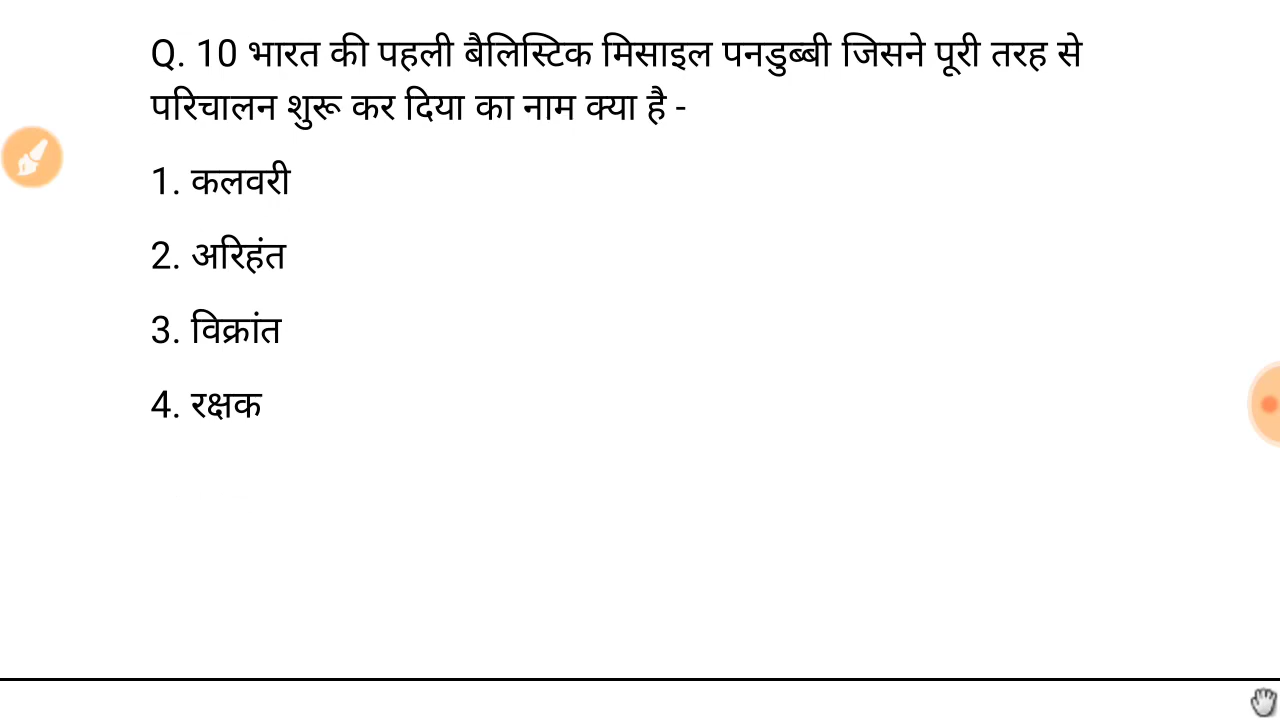 Q. 10 भारत की पहली बैलिस्टिक मिसाइल पनडुब्बी जिसने पूरी तरह से
परिचालन शुरू कर दिया का नाम क्या है -
1. कलवरी
2. अरिहंत
3. विक्रांत
4. रक्षक